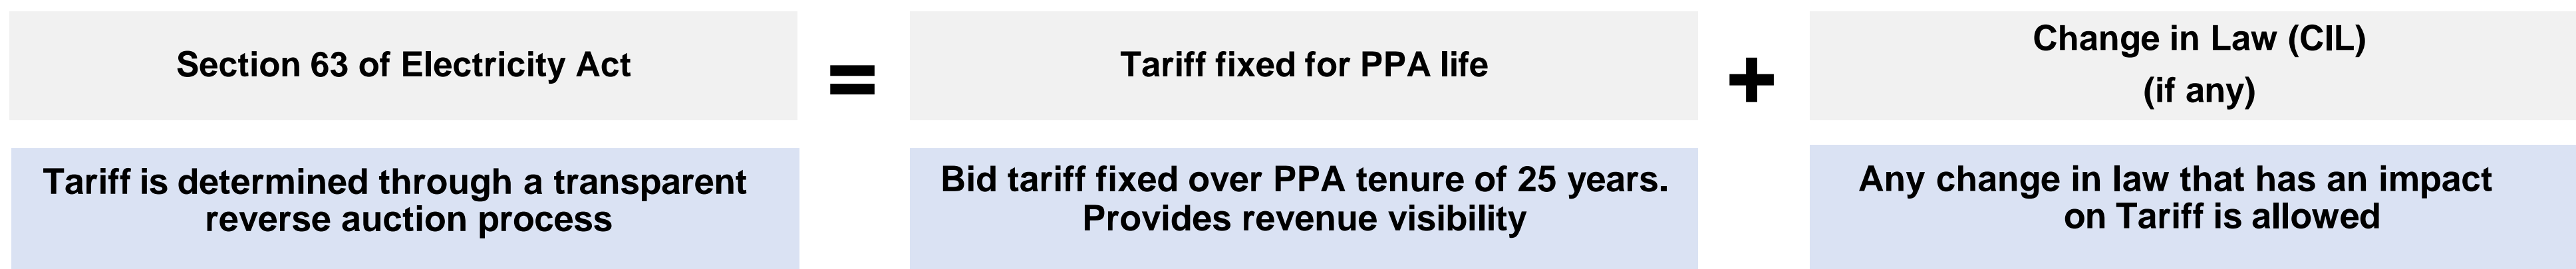 Section 63 of Electricity Act
=
Tariff fixed for PPA life
+
Change in Law (CIL)
(if any)
Tariff is determined through a transparent
reverse auction process
Bid tariff fixed over PPA tenure of 25 years.
Provides revenue visibility
Any change in law that has an impact
on Tariff is allowed